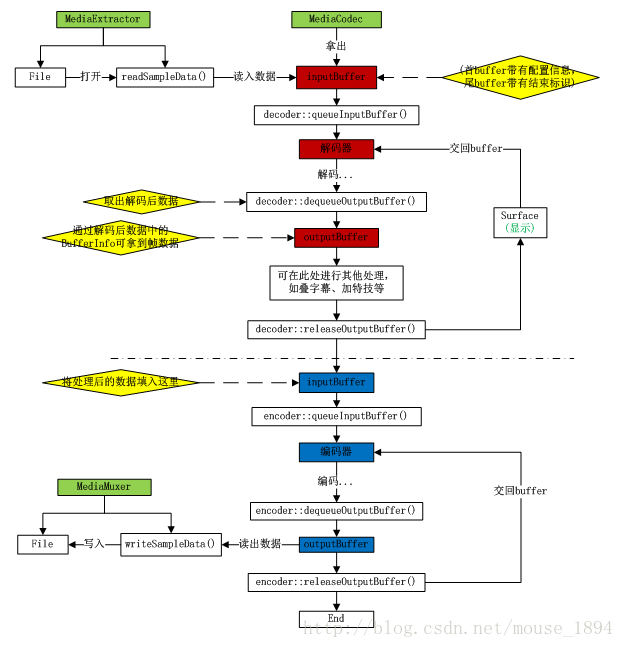 MediaExtractor
MediaCodec
拿出
File
打开
readSampleData()
读入数据
inputBuffer
(首buffer带有配置信息,
尾buffer带有结束标识)
decoder::queueInputBuffer()
解码器
交回buffer
解码...
取出解码后数据
decoder::dequeueOutputBuffer()
通过解码后数据中的
BufferInfo可拿到帧数据
outputBuffer
Surface
(显示)
可在此处进行其他处理,
如叠字幕、加特技等
decoder::releaseOutputBuffer()
将处理后的数据填入这里
inputBuffer
encoder::queueInputBuffer()
编码器
编码...
MediaMuxer
交回buffer
encoder::dequeueOutputBuffer()
File
写入
writeSampleData()
读出数据
outputBuffer
encoder::releaseOutputBuffer()
End
http://blog.csdn.net/mouse_1894